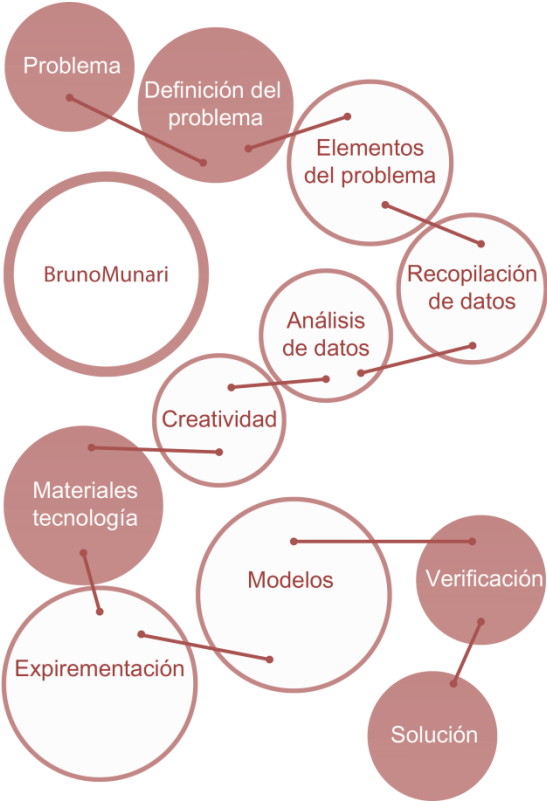 Problema
Definición del
problema
Elementos
del problema
BrunoMunari
Recopilación
de datos
Análisis
de datos
Creatividad
Materiales
tecnología
Expirementación
Modelos
Verificación
Solución